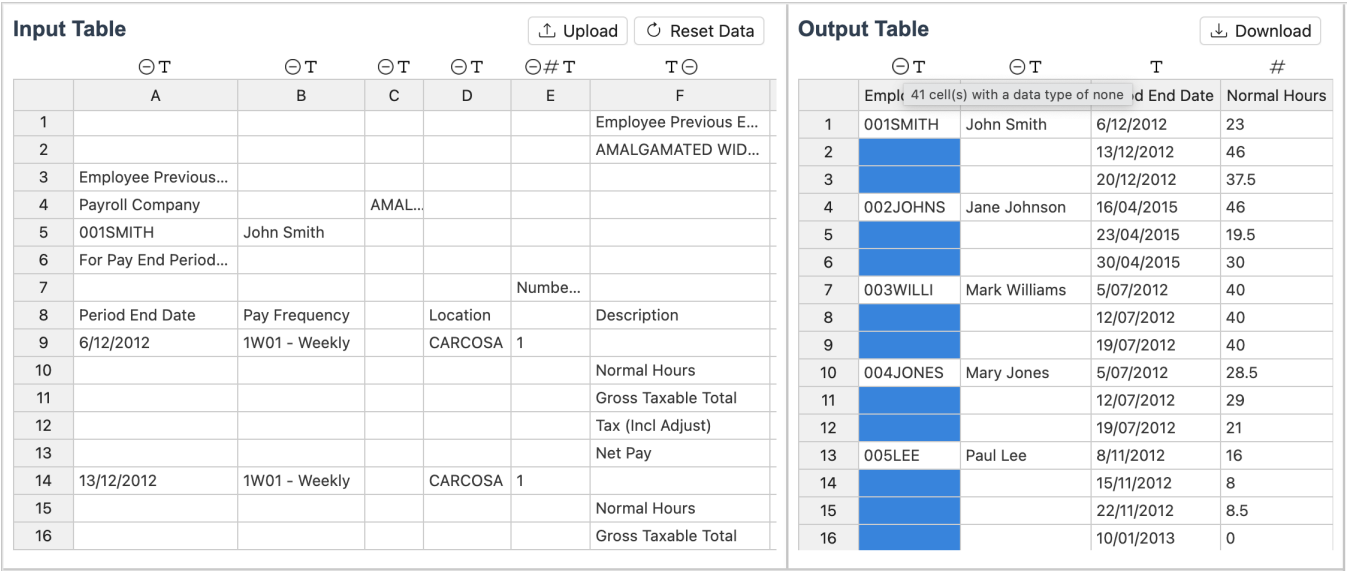 Input Table
Upload
Reset Data
T
T
T
T
# T
T
A B C D E F
1 Employee Previous E...
2 AMALGAMATED WID...
3 Employee Previous...
4 Payroll Company AMAL...
5 001SMITH John Smith
6 For Pay End Period...
7 Numbe...
8 Period End Date Pay Frequency Location Description
9 6/12/2012 1W01 - Weekly CARCOSA 1
10 Normal Hours
11 Gross Taxable Total
12 Tax (Incl Adjust)
13 Net Pay
14 13/12/2012 1W01 - Weekly CARCOSA 1
15 Normal Hours
16 Gross Taxable Total
Output Table
Download
T
T
T
#
Emplo 41 cell(s) with a data type of none d End Date Normal Hours
1 001SMITH John Smith 6/12/2012 23
2 13/12/2012 46
3 20/12/2012 37.5
4 002JOHNS Jane Johnson 16/04/2015 46
5 23/04/2015 19.5
6 30/04/2015 30
7 003WILLI Mark Williams 5/07/2012 40
8 12/07/2012 40
9 19/07/2012 40
10 004JONES Mary Jones 5/07/2012 28.5
11 12/07/2012 29
12 19/07/2012 21
13 005LEE Paul Lee 8/11/2012 16
14 15/11/2012 8
15 22/11/2012 8.5
16 10/01/2013 0